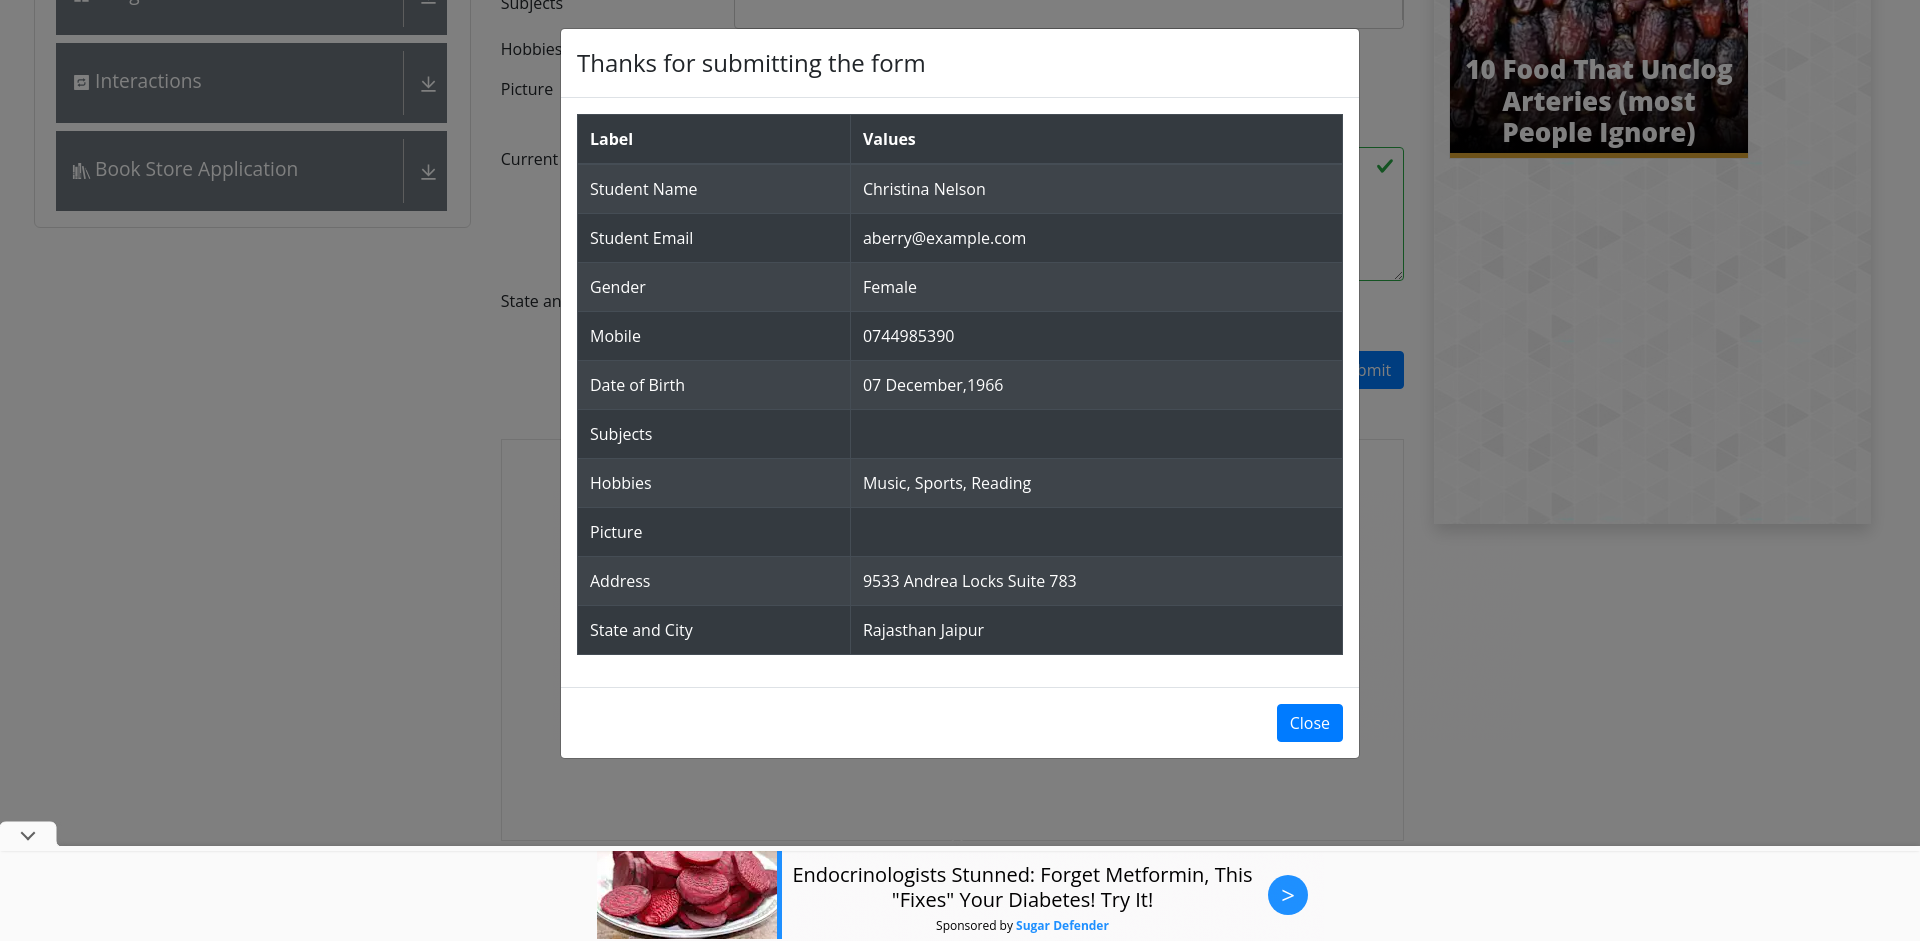 Subjects
Hobbies
Picture
Current
State an
Interactions
Book Store Application
Thanks for submitting the form
Label Values
Student Name Christina Nelson
Student Email aberry@example.com
Gender Female
Mobile 0744985390
Date of Birth 07 December,1966
Subjects
Hobbies Music, Sports, Reading
Picture
Address 9533 Andrea Locks Suite 783
State and City Rajasthan Jaipur
Close
bmit
10 Food That Unclog
Arteries (most
People Ignore)
Endocrinologists Stunned: Forget Metformin, This
"Fixes" Your Diabetes! Try It!
Sponsored by Sugar Defender
>